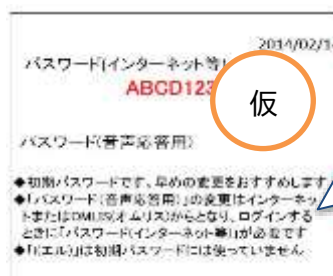 2014/02/1
パスワード(インターネット等
ABCD123
仮
パスワード(音声応答用)
◆初期パスワードです、早めの変更をおすすめします
◆「パスワード(音声応答用)」の変更はインターネッ
トまたはOMLIS(オムリス)からとなり、ログインする
ときに「パスワード(インターネット等)」が必要です
◆「l(エル)」は初期パスワードには使っていません